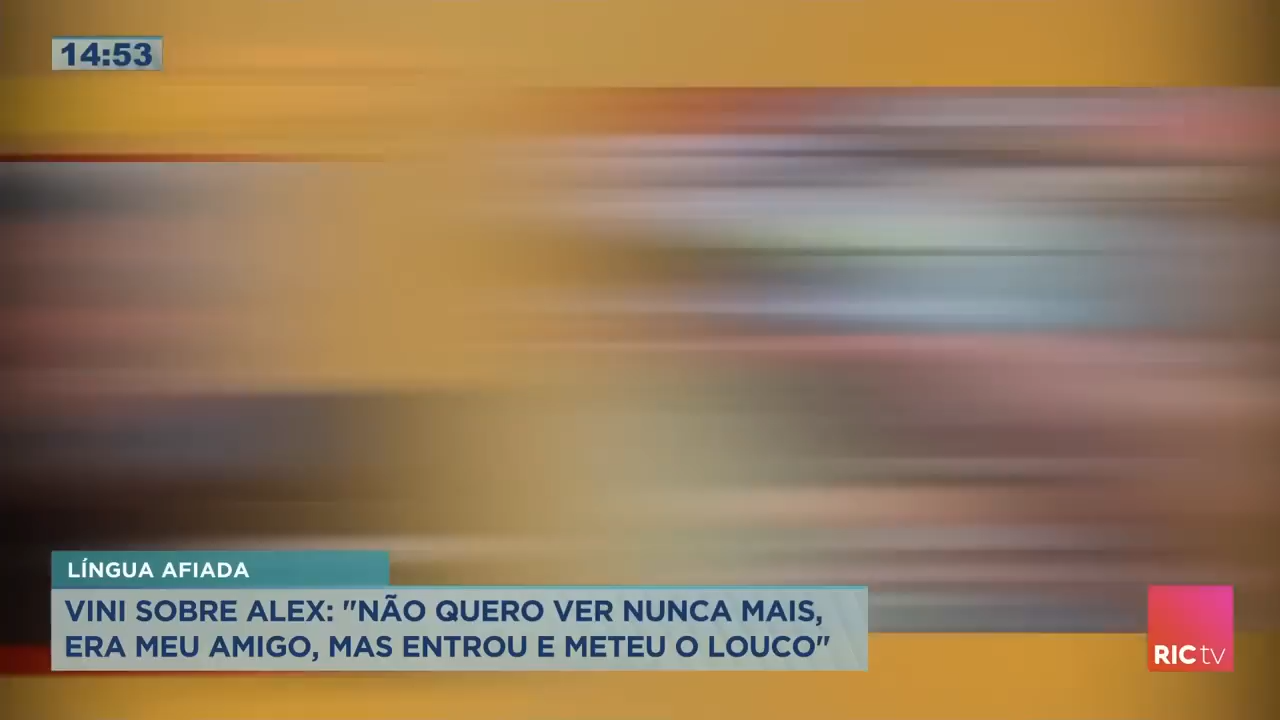 14:53
LÍNGUA AFIADA
VINI SOBRE ALEX: "NÃO QUERO VER NUNCA MAIS,
ERA MEU AMIGO, MAS ENTROU E METEU O LOUCO"
RIC tv